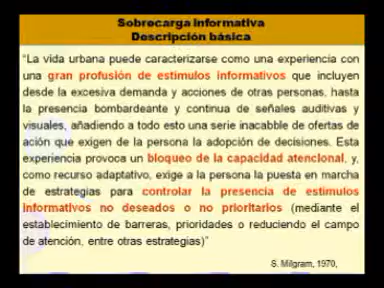 Sobrecarga informativa
Descripción básica
“La vida urbana puede caracterizarse como una experiencia con
una gran profusión de estímulos informativos que incluyen
desde la excesiva demanda y acciones de otras personas, hasta
la presencia bombardeante y continua de señales auditivas y
visuales, añadiendo a todo esto una serie inacabble de ofertas de
ación que exigen de la persona la adopción de decisiones. Esta
experiencia provoca un bloqueo de la capacidad atencional, y,
como recurso adaptativo, exige a la persona la puesta en marcha
de estrategias para controlar la presencia de estímulos
informativos no deseados o no prioritarios (mediante el
establecimiento de barreras, prioridades o reduciendo el campo
de atención, entre otras estrategias)”
S. Milgram, 1970,